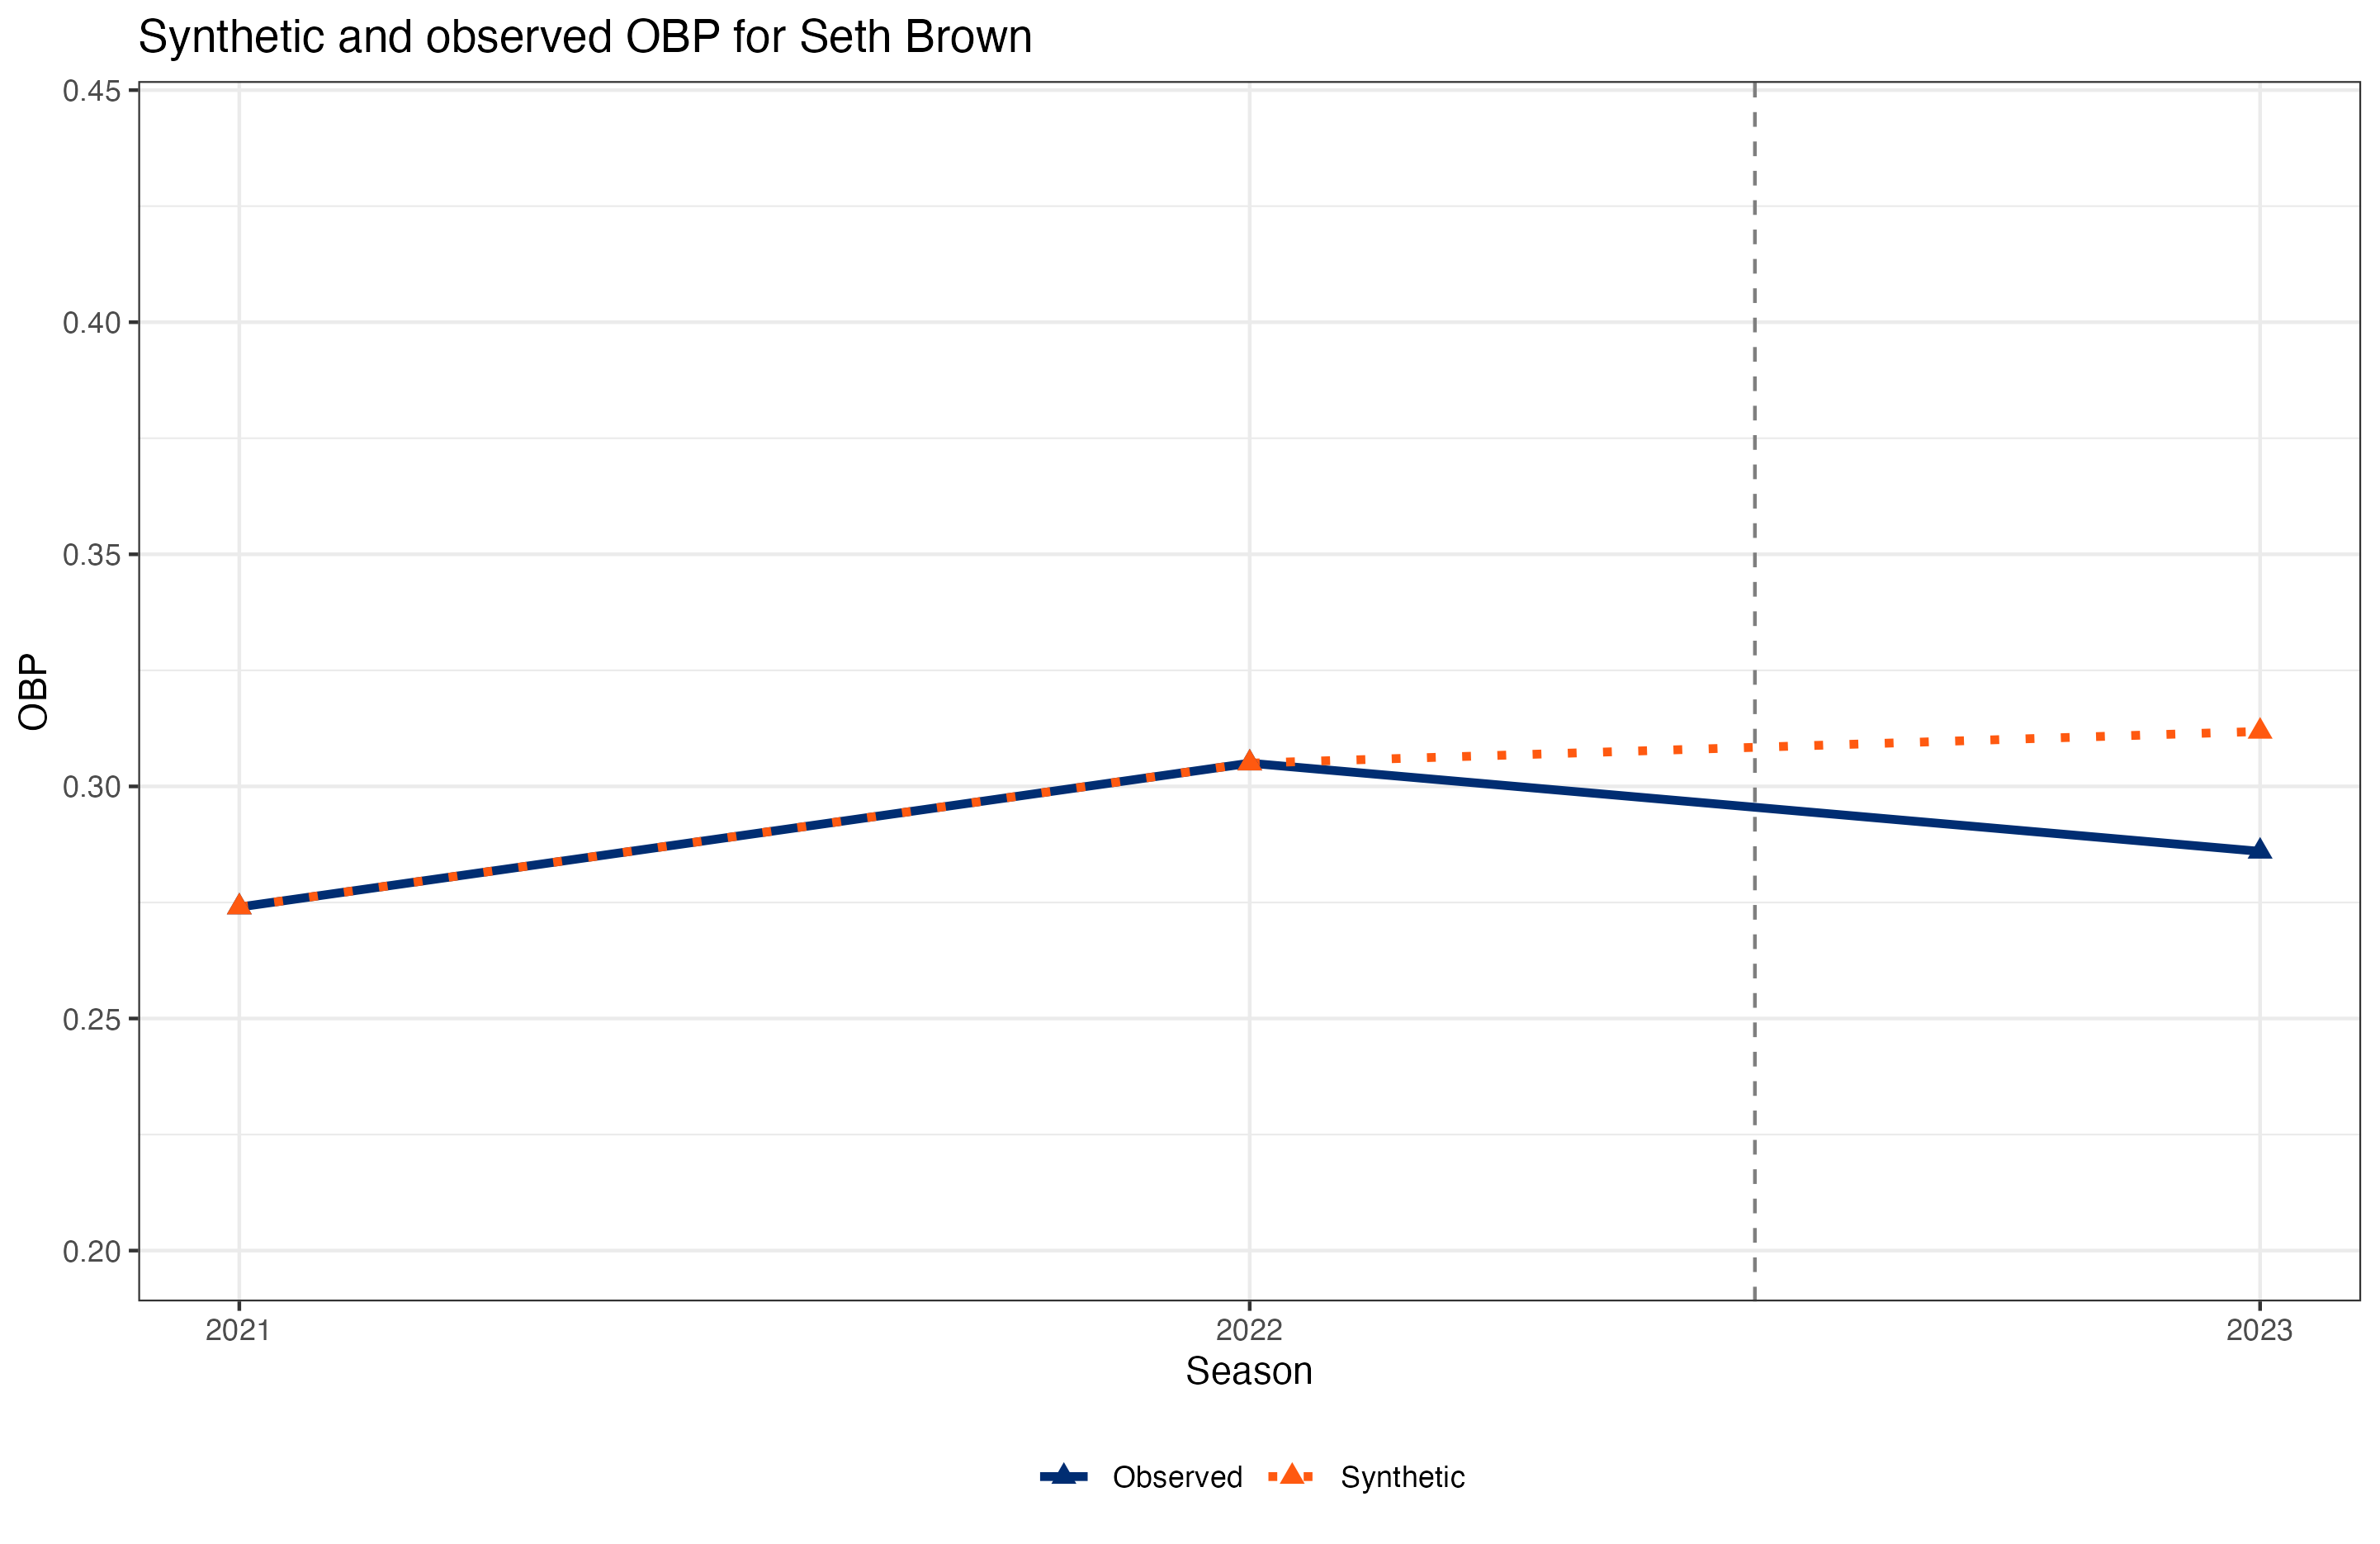 Synthetic and observed OBP for Seth Brown
0.45
0.40
0.35
0.30
0.25
0.20
OBP
2021 2022 2023
Season
Observed Synthetic